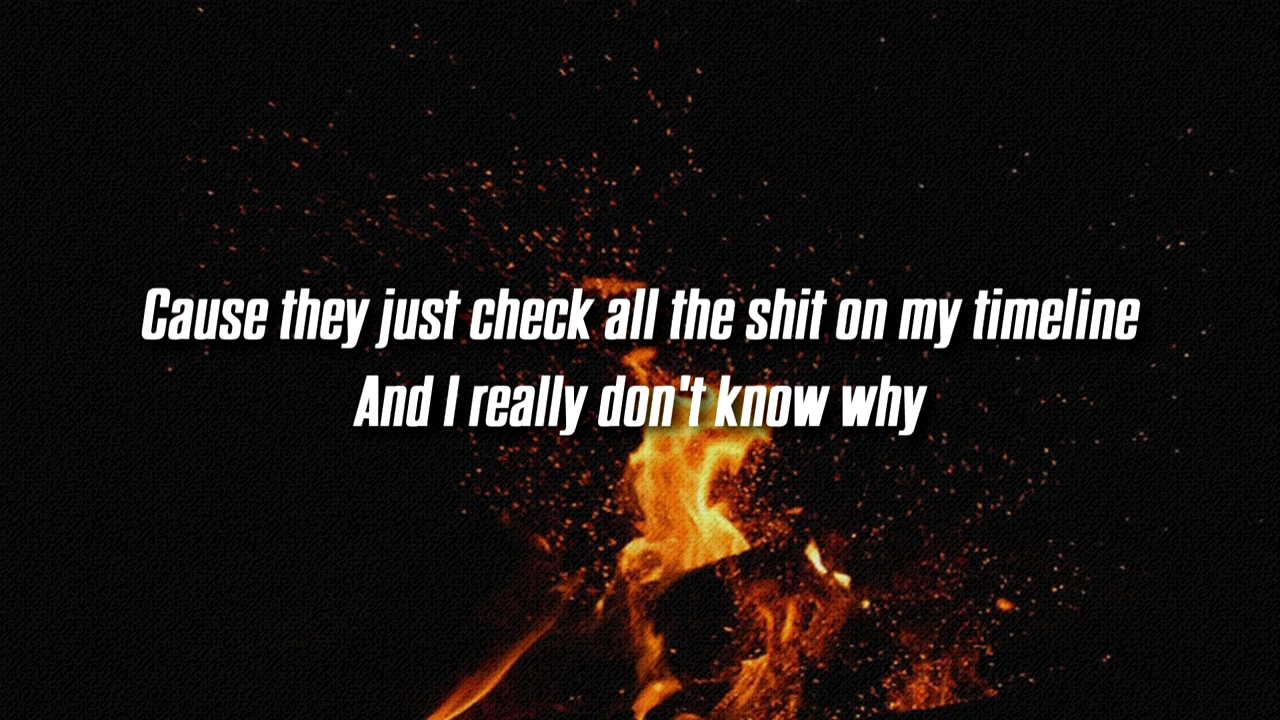 Cause they just check all the shit on my timeline
And I really don't know why